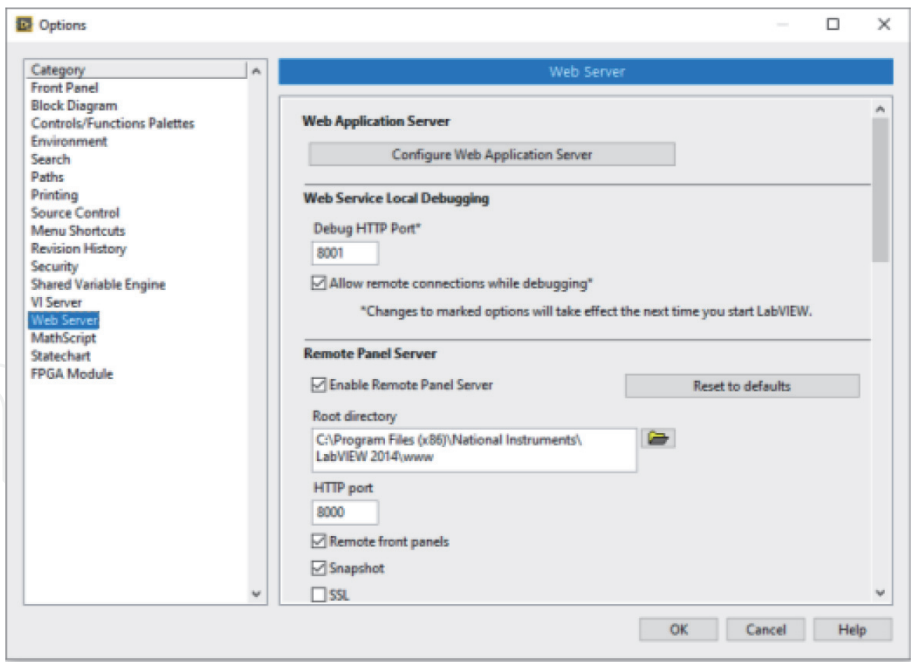 Options
Category
Front Panel
Block Diagram
Controls/Functions Palettes
Environment
Search
Paths
Printing
Source Control
Menu Shortcuts
Revision History
Security
Shared Variable Engine
VI Server
Web Server
MathScript
Statechart
FPGA Module
Web Server
Web Application Server
Configure Web Application Server
Web Service Local Debugging
Debug HTTP Port*
8001
Allow remote connections while debugging*
*Changes to marked options will take effect the next time you start LabVIEW.
Remote Panel Server
Enable Remote Panel Server
Reset to defaults
Root directory
C:\Program Files (x86)\National Instruments\
LabVIEW 2014\www
HTTP port
8000
Remote front panels
Snapshot
SSL
OK
Cancel
Help